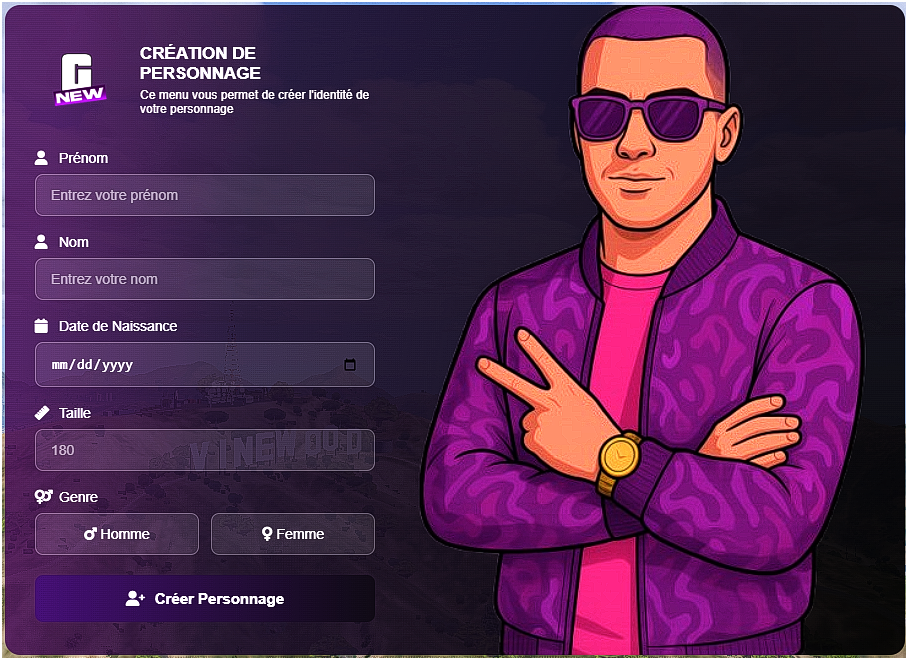 G
NEW
CRÉATION DE
PERSONNAGE
Ce menu vous permet de créer l'identité de
votre personnage
Prénom
Entrez votre prénom
Nom
Entrez votre nom
Date de Naissance
mm/dd/yyyy
Taille
180
Genre
Homme
Femme
Créer Personnage